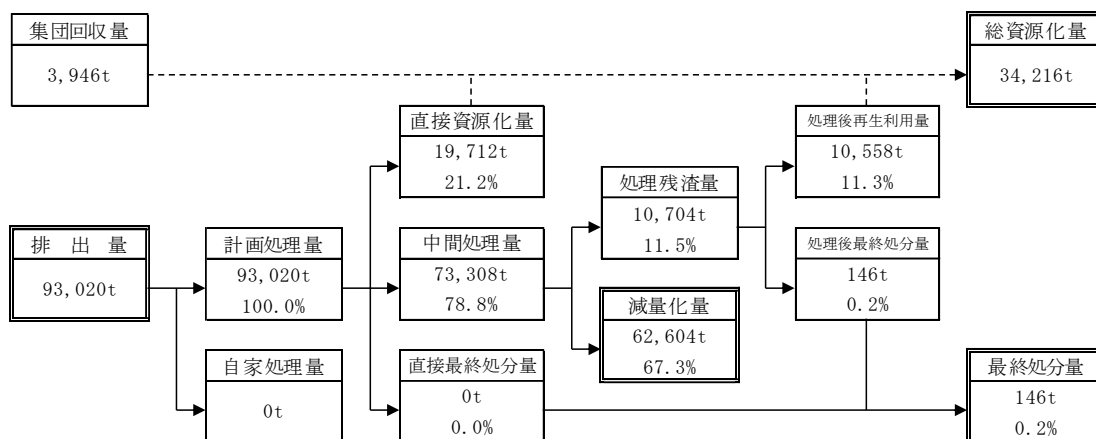 集団回収量
3,946t
総資源化量
34,216t
直接資源化量
19,712t
21.2%
処理後再生利用量
10,558t
11.3%
処理残渣量
10,704t
11.5%
排 出 量
93,020t
計画処理量
93,020t
100.0%
中間処理量
73,308t
78.8%
処理後最終処分量
146t
0.2%
減量化量
62,604t
67.3%
自家処理量
0t
直接最終処分量
0t
0.0%
最終処分量
146t
0.2%